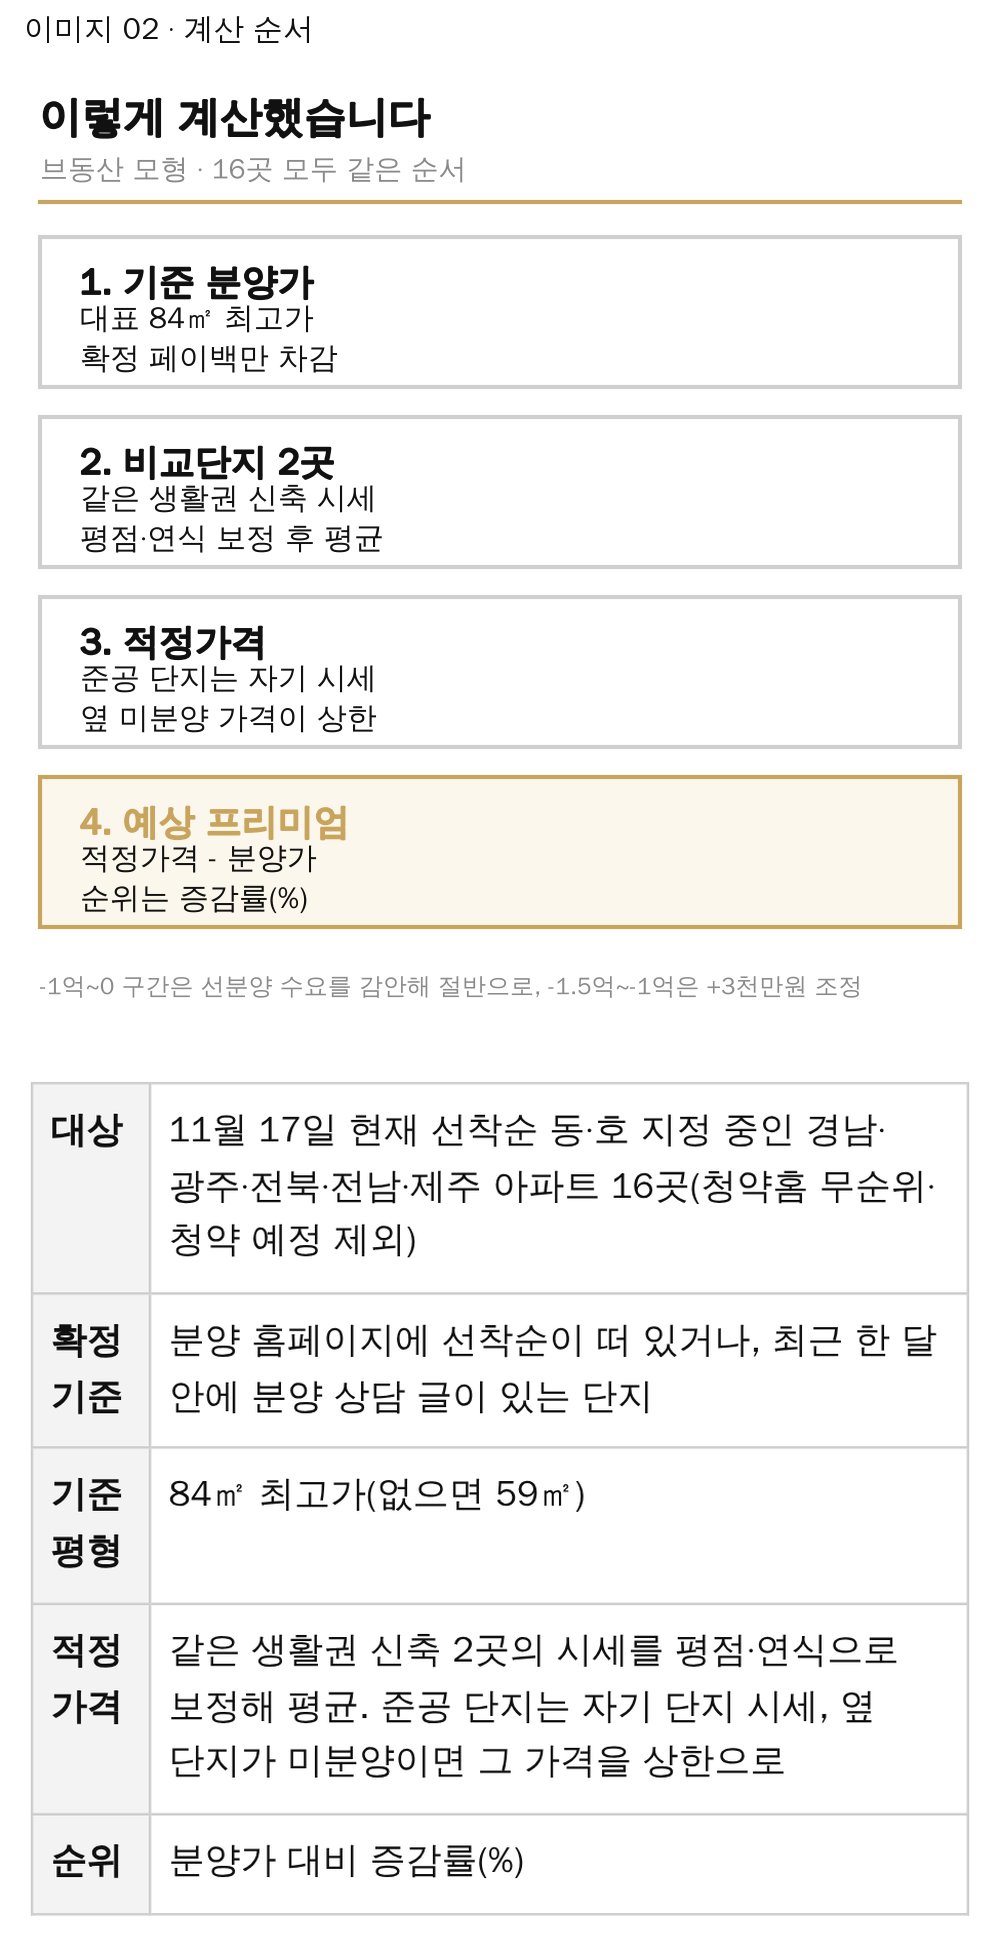 이미지 02 · 계산 순서
이렇게 계산했습니다
브동산 모형 · 16곳 모두 같은 순서
1. 기준 분양가
대표 84㎡ 최고가
확정 페이백만 차감
2. 비교단지 2곳
같은 생활권 신축 시세
평점·연식 보정 후 평균
3. 적정가격
준공 단지는 자기 시세
옆 미분양 가격이 상한
4. 예상 프리미엄
적정가격 - 분양가
순위는 증감률(%)
-1억~0 구간은 선분양 수요를 감안해 절반으로, -1.5억~-1억은 +3천만원 조정
대상
11월 17일 현재 선착순 동·호 지정 중인 경남·
광주·전북·전남·제주 아파트 16곳(청약홈 무순위·
청약 예정 제외)
확정
기준
분양 홈페이지에 선착순이 떠 있거나, 최근 한 달
안에 분양 상담 글이 있는 단지
기준
평형
84㎡ 최고가(없으면 59㎡)
적정
가격
같은 생활권 신축 2곳의 시세를 평점·연식으로
보정해 평균. 준공 단지는 자기 단지 시세, 옆
단지가 미분양이면 그 가격을 상한으로
순위
분양가 대비 증감률(%)